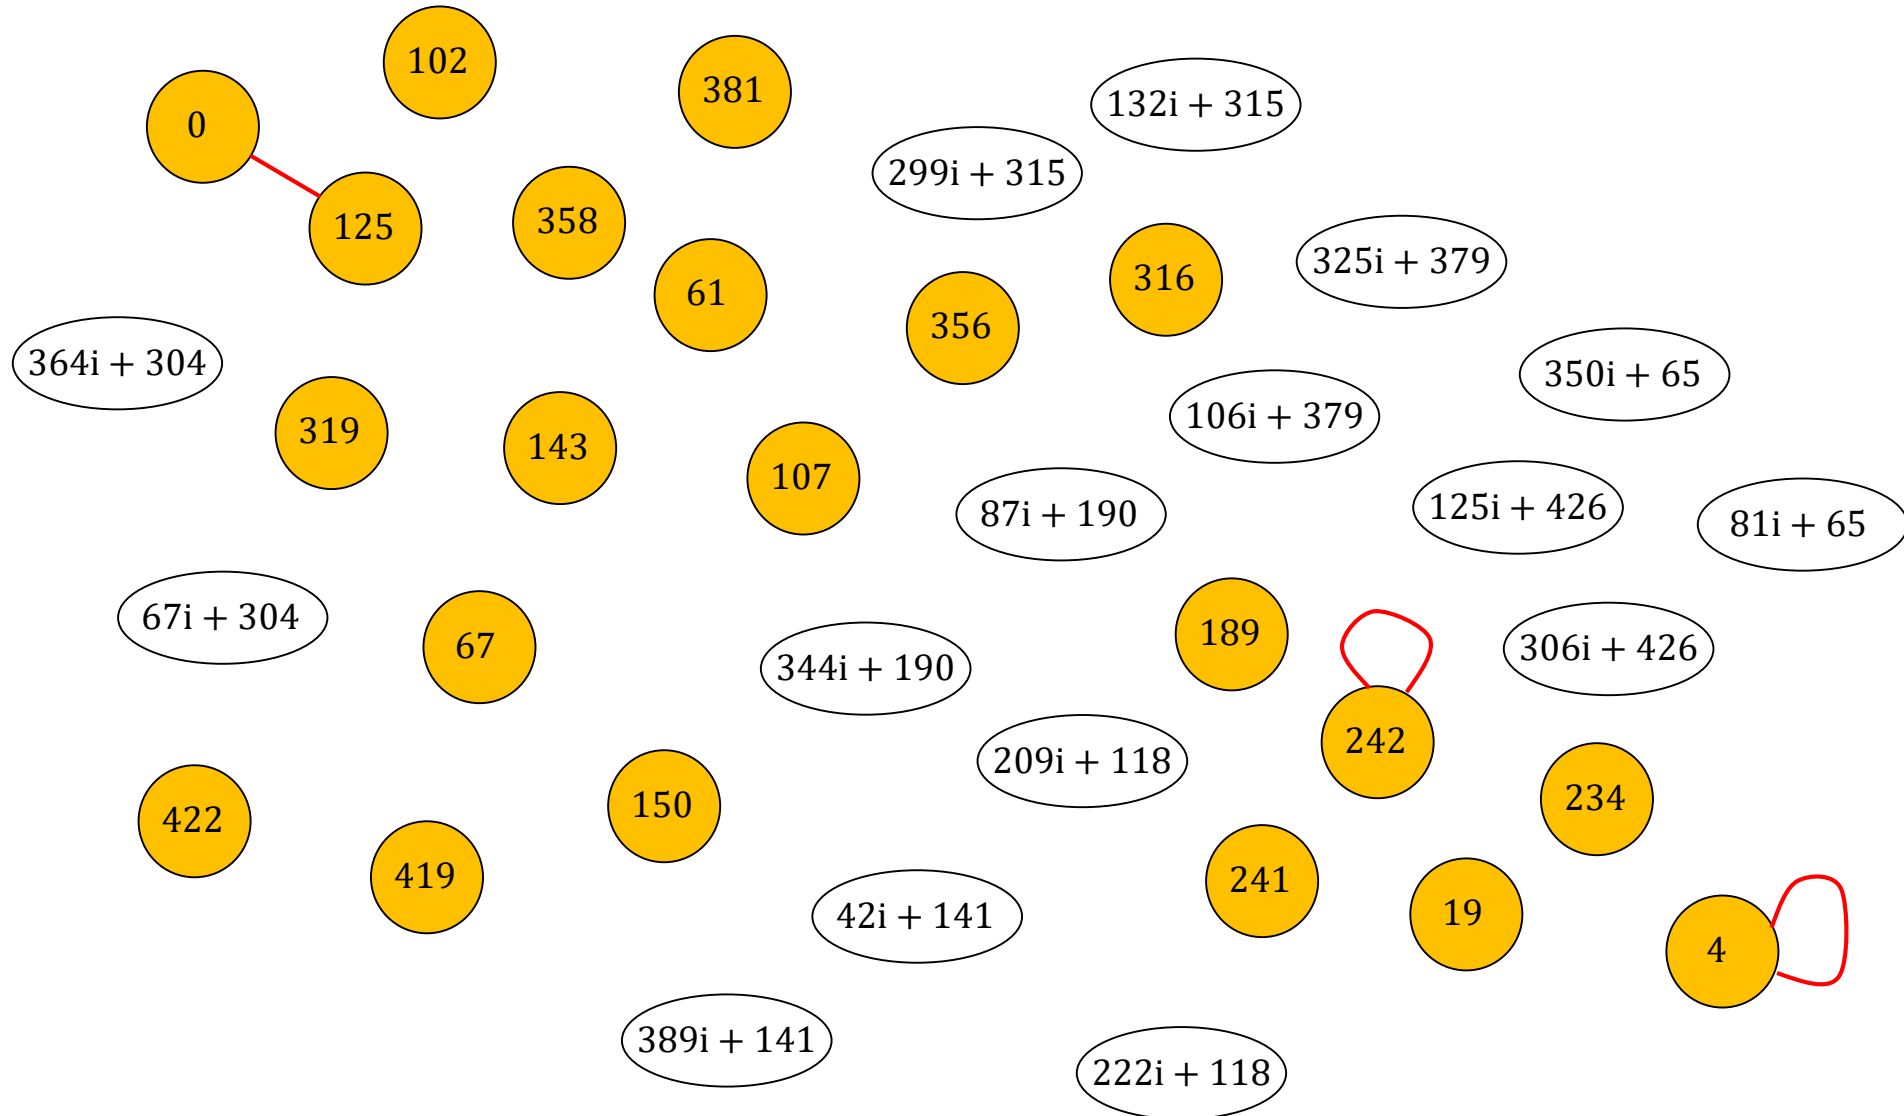 102
381
132i + 315
0
299i + 315
125
358
325i + 379
316
61
356
364i + 304
350i + 65
106i + 379
319
143
107
125i + 426
87i + 190
81i + 65
67i + 304
189
67
306i + 426
344i + 190
242
209i + 118
234
150
422
419
241
42i + 141
19
4
389i + 141
222i + 118